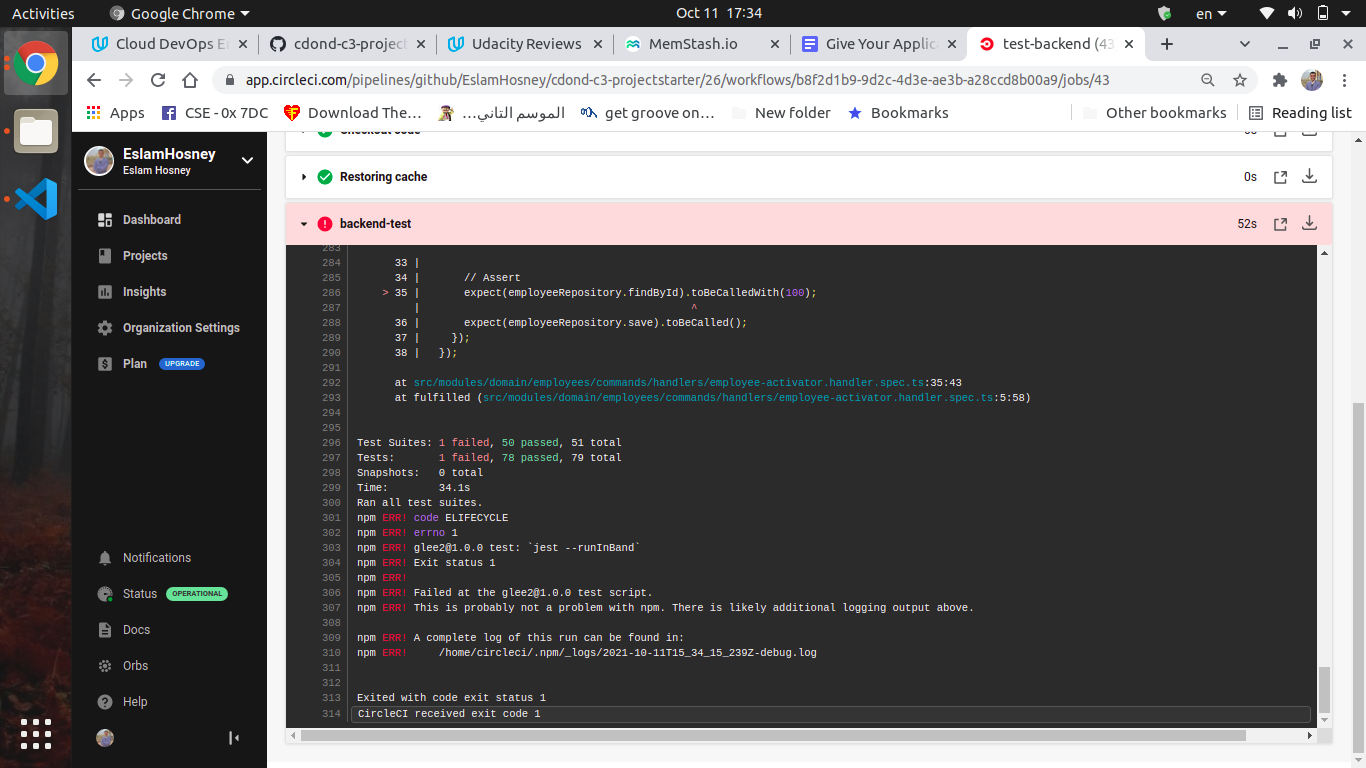 Activities
Google Chrome
Oct 11 17:34
en
Cloud DevOps E
cdond-c3-project
Udacity Reviews
MemStash.io
Give Your Applic
test-backend (43
app.circleci.com/pipelines/github/EslamHosney/cdond-c3-projectstarter/26/workflows/b8f2d1b9-9d2c-4d3e-ae3b-a28ccd8b00a9/jobs/43
Apps
CSE - 0x 7DC
Download The…
الموسم الثاني…
get groove on…
New folder
Bookmarks
Other bookmarks
Reading list
EslamHosney
Eslam Hosney
Dashboard
Projects
Insights
Organization Settings
Plan UPGRADE
Notifications
Status OPERATIONAL
Docs
Orbs
Help
Checkout code
Restoring cache 0s
backend-test 52s
283
284 33 |
285 34 | // Assert
286 > 35 | expect(employeeRepository.findById).toBeCalledWith(100);
287 | ^
288 36 | expect(employeeRepository.save).toBeCalled();
289 37 | });
290 38 | });
291
292 at src/modules/domain/employees/commands/handlers/employee-activator.handler.spec.ts:35:43
293 at fulfilled (src/modules/domain/employees/commands/handlers/employee-activator.handler.spec.ts:5:58)
294
295
296 Test Suites: 1 failed, 50 passed, 51 total
297 Tests: 1 failed, 78 passed, 79 total
298 Snapshots: 0 total
299 Time: 34.1s
300 Ran all test suites.
301 npm ERR! code ELIFECYCLE
302 npm ERR! errno 1
303 npm ERR! glee2@1.0.0 test: `jest --runInBand`
304 npm ERR! Exit status 1
305 npm ERR!
306 npm ERR! Failed at the glee2@1.0.0 test script.
307 npm ERR! This is probably not a problem with npm. There is likely additional logging output above.
308
309 npm ERR! A complete log of this run can be found in:
310 npm ERR! /home/circleci/.npm/_logs/2021-10-11T15_34_15_239Z-debug.log
311
312
313 Exited with code exit status 1
314 CircleCI received exit code 1